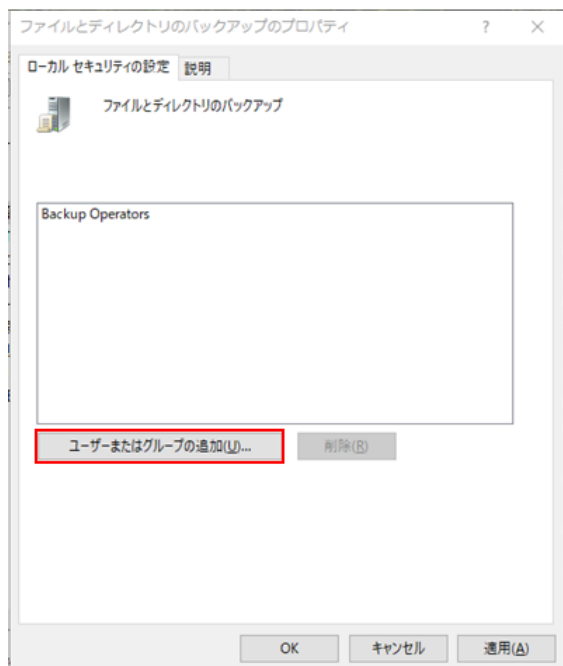 ファイルとディレクトリのバックアップのプロパティ ? ×
ローカル セキュリティの設定 説明
ファイルとディレクトリのバックアップ
Backup Operators
ユーザーまたはグループの追加(U)... 削除(R)
OK キャンセル 適用(A)